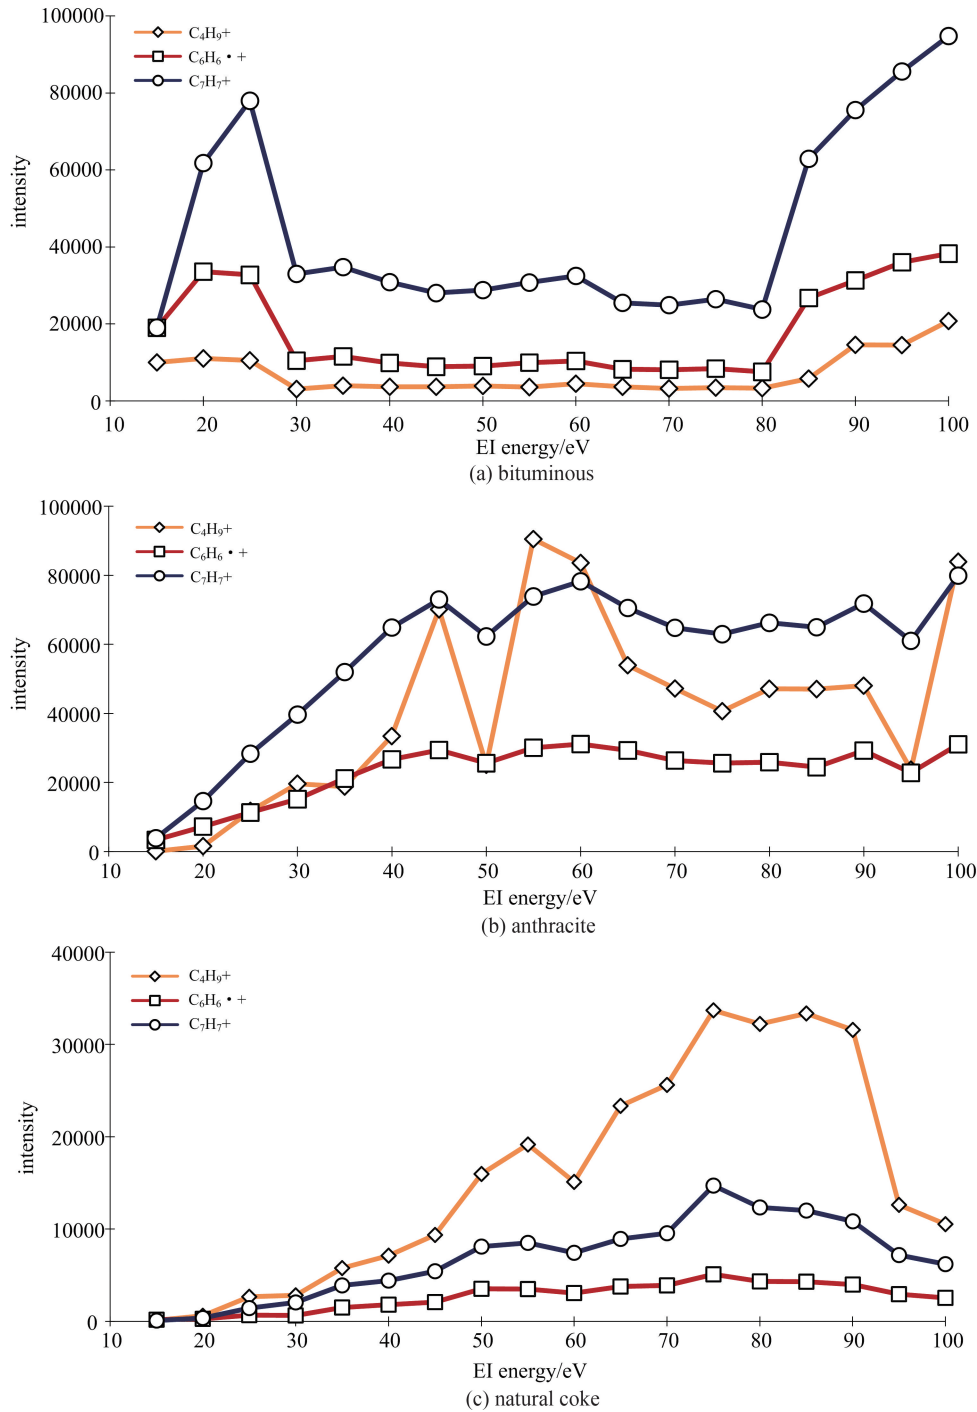 100000
80000
60000
40000
20000
0
intensity
C₄H₉+
C₆H₆•+
C₇H₇+
10 20 30 40 50 60 70 80 90 100
EI energy/eV
(a) bituminous
100000
80000
60000
40000
20000
0
intensity
C₄H₉+
C₆H₆•+
C₇H₇+
10 20 30 40 50 60 70 80 90 100
EI energy/eV
(b) anthracite
40000
30000
20000
10000
0
intensity
C₄H₉+
C₆H₆•+
C₇H₇+
10 20 30 40 50 60 70 80 90 100
EI energy/eV
(c) natural coke